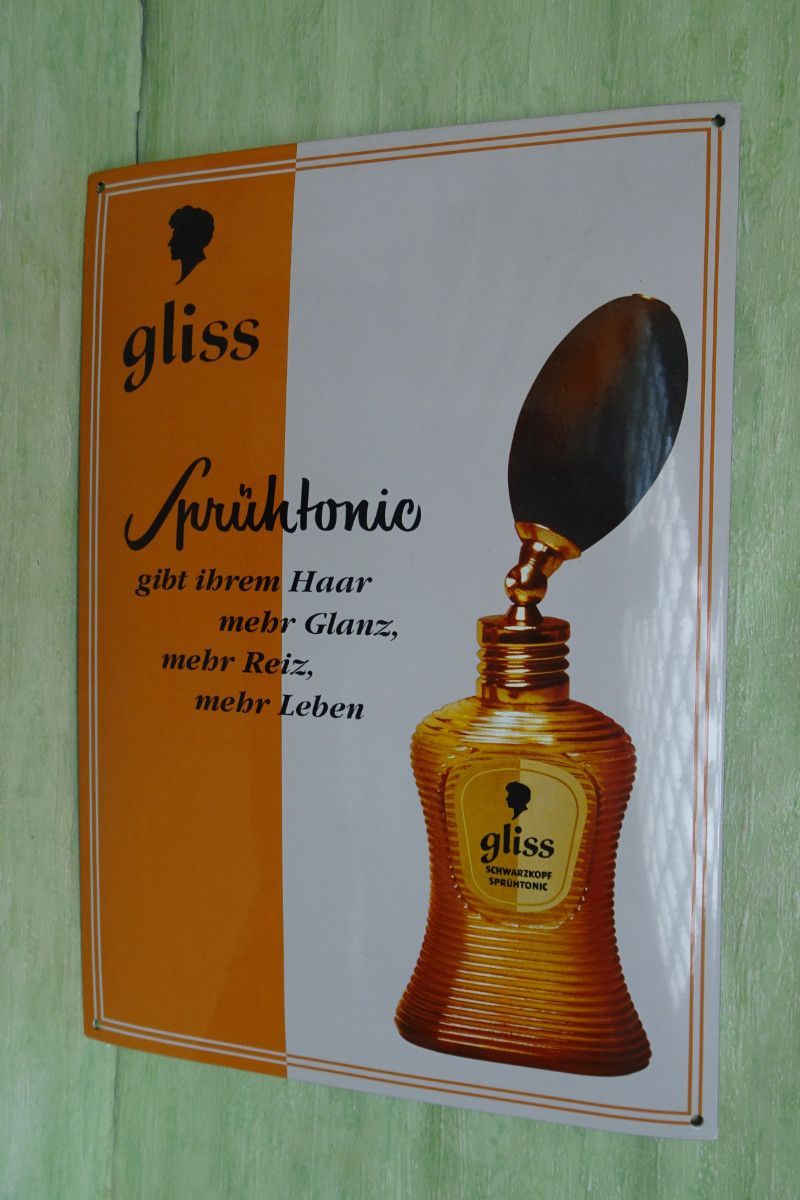 gliss
Sprühtonic
gibt ihrem Haar
mehr Glanz,
mehr Reiz,
mehr Leben
gliss
SCHWARZKOPF
SPRÜHTONIC